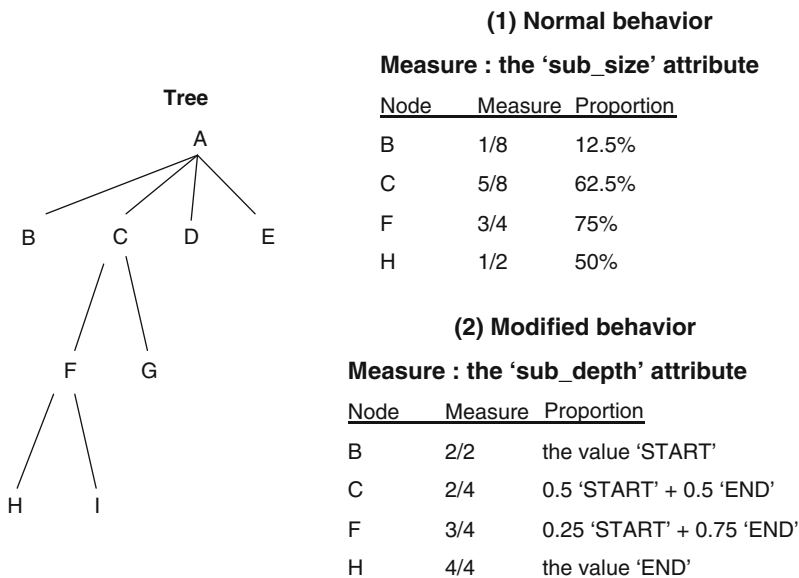 Tree
A
B C D E
F G
H I
(1) Normal behavior
Measure : the ‘sub_size’ attribute
Node Measure Proportion
B 1/8 12.5%
C 5/8 62.5%
F 3/4 75%
H 1/2 50%
(2) Modified behavior
Measure : the ‘sub_depth’ attribute
Node Measure Proportion
B 2/2 the value ‘START’
C 2/4 0.5 ‘START’ + 0.5 ‘END’
F 3/4 0.25 ‘START’ + 0.75 ‘END’
H 4/4 the value ‘END’